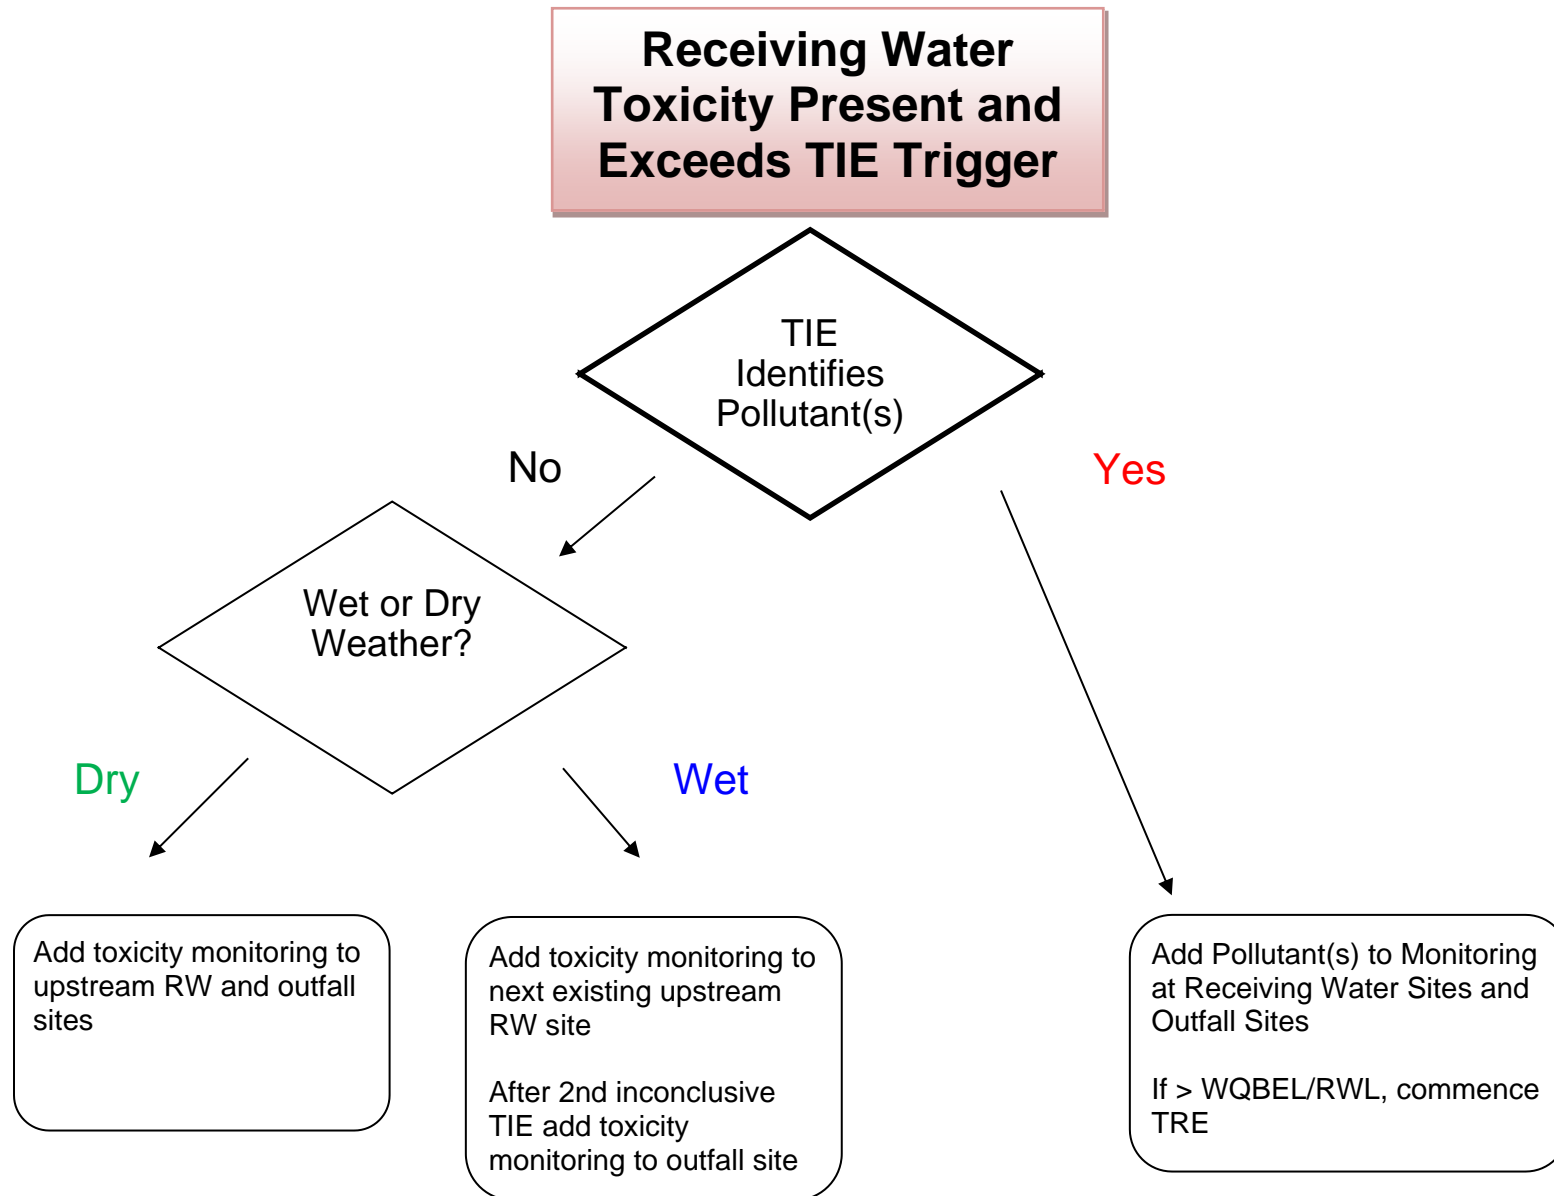 Receiving Water
Toxicity Present and
Exceeds TIE Trigger
TIE
Identifies
Pollutant(s)
No
Yes
Wet or Dry
Weather?
Dry
Wet
Add toxicity monitoring to
upstream RW and outfall
sites
Add toxicity monitoring to
next existing upstream
RW site
After 2nd inconclusive
TIE add toxicity
monitoring to outfall site
Add Pollutant(s) to Monitoring
at Receiving Water Sites and
Outfall Sites
If > WQBEL/RWL, commence
TRE